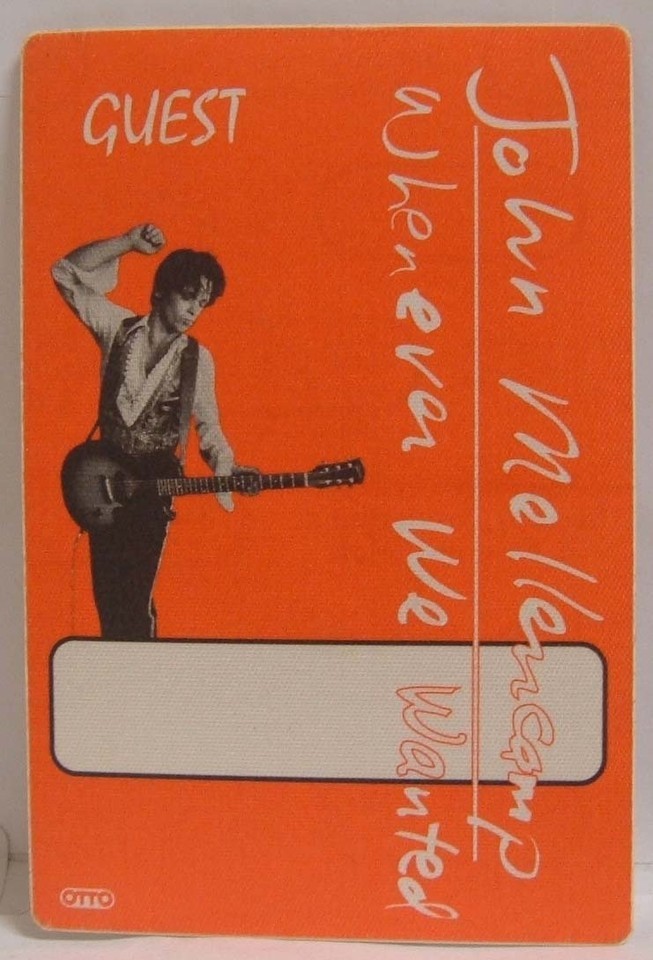 GUEST
John Mellencamp
Whenever We Wanted
OTTO